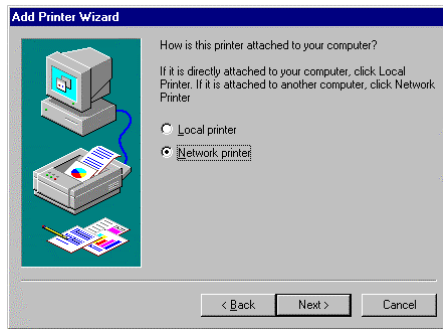 Add Printer Wizard
How is this printer attached to your computer?
If it is directly attached to your computer, click Local
Printer. If it is attached to another computer, click Network
Printer
Local printer
Network printer
< Back
Next >
Cancel